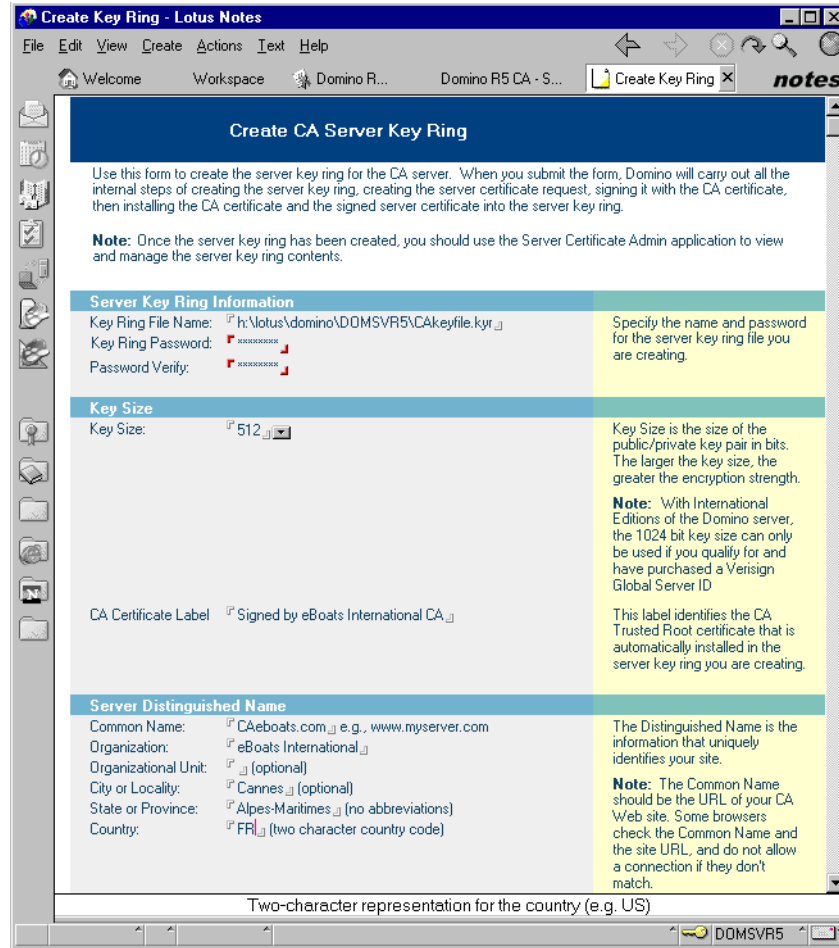 Create Key Ring - Lotus Notes
File Edit View Create Actions Text Help
Welcome Workspace Domino R... Domino R5 CA - S... Create Key Ring notes
Create CA Server Key Ring
Use this form to create the server key ring for the CA server. When you submit the form, Domino will carry out all the
internal steps of creating the server key ring, creating the server certificate request, signing it with the CA certificate,
then installing the CA certificate and the signed server certificate into the server key ring.
Note: Once the server key ring has been created, you should use the Server Certificate Admin application to view
and manage the server key ring contents.
Server Key Ring Information
Key Ring File Name: h:\lotus\domino\DOMSVR5\CAkeyfile.kyr
Key Ring Password: xxxxxxxx
Password Verify: xxxxxxxx
Specify the name and password
for the server key ring file you
are creating.
Key Size
Key Size: 512
Key Size is the size of the
public/private key pair in bits.
The larger the key size, the
greater the encryption strength.
Note: With International
Editions of the Domino server,
the 1024 bit key size can only
be used if you qualify for and
have purchased a Verisign
Global Server ID
CA Certificate Label Signed by eBoats International CA
This label identifies the CA
Trusted Root certificate that is
automatically installed in the
server key ring you are creating.
Server Distinguished Name
Common Name: CAeboats.com e.g., www.myserver.com
Organization: eBoats International
Organizational Unit: (optional)
City or Locality: Cannes (optional)
State or Province: Alpes-Maritimes (no abbreviations)
Country: FR (two character country code)
The Distinguished Name is the
information that uniquely
identifies your site.
Note: The Common Name
should be the URL of your CA
Web site. Some browsers
check the Common Name and
the site URL, and do not allow
a connection if they don't
match.
Two-character representation for the country (e.g. US)
DOMSVR5